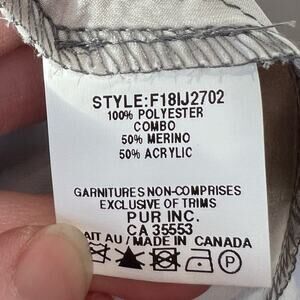 STYLE:F18IJ2702
100% POLYESTER
COMBO
50% MERINO
50% ACRYLIC
GARNITURES NON-COMPRISES
EXCLUSIVE OF TRIMS
PUR INC.
CA 35553
AIT AU / MADE IN CANADA
P